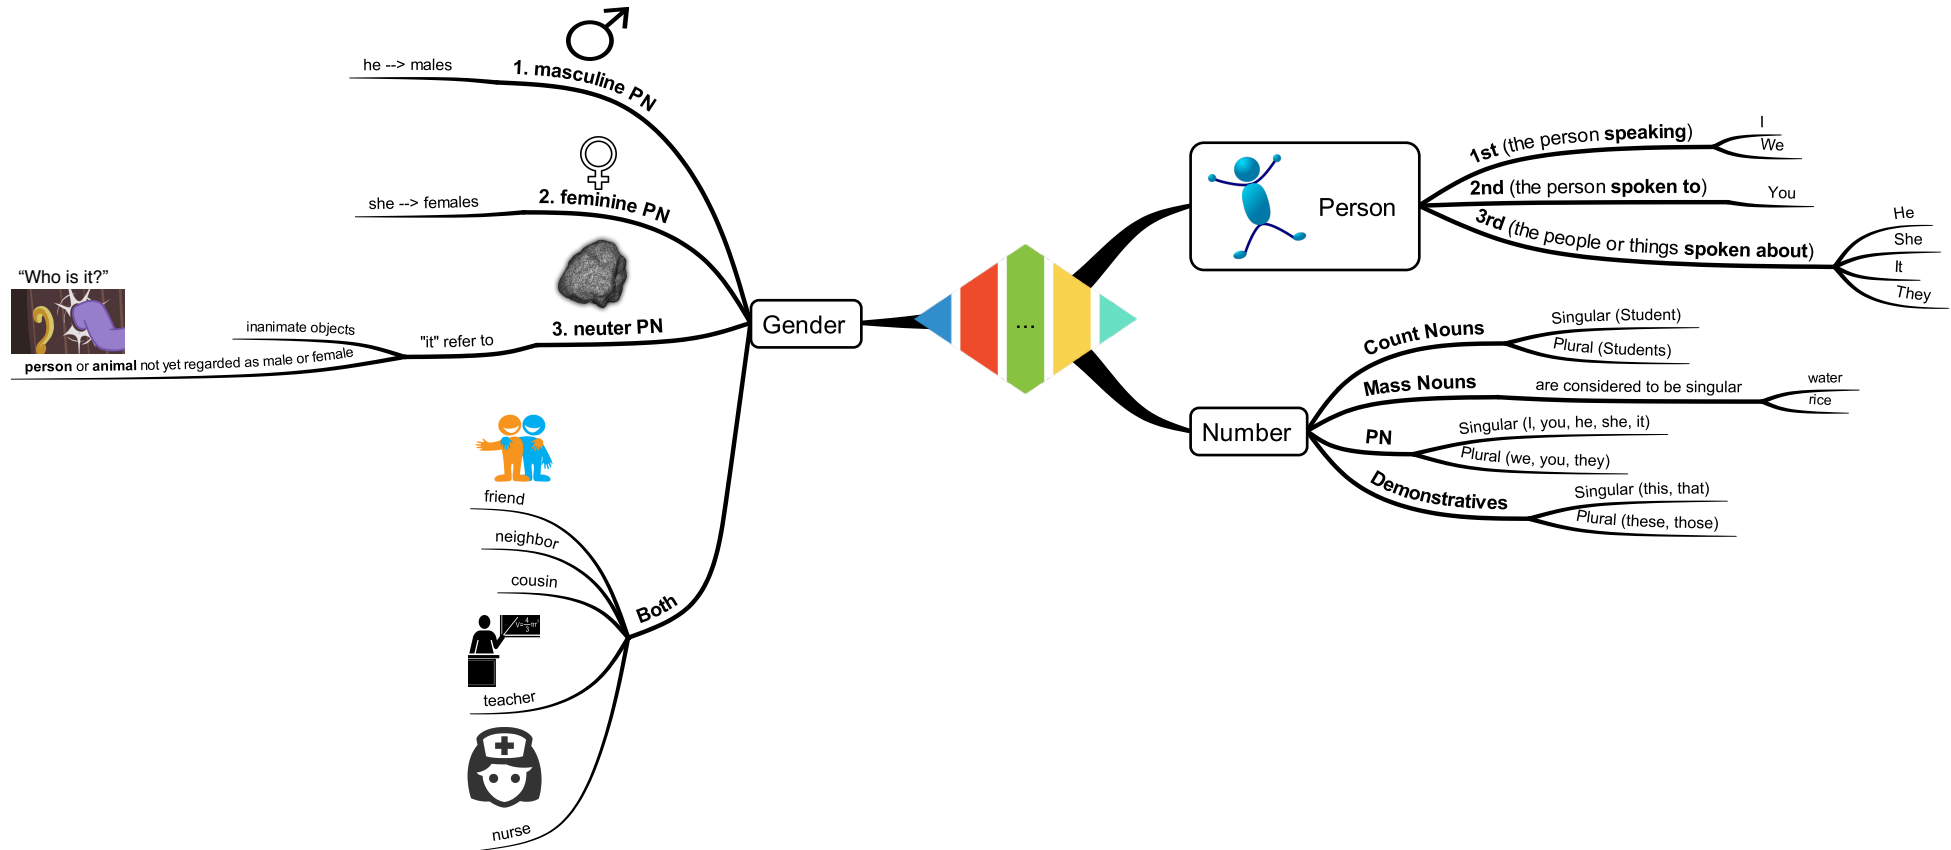 1. masculine PN
he --> males
2. feminine PN
she --> females
3. neuter PN
"it" refer to
inanimate objects
“Who is it?”
person or animal not yet regarded as male or female
Gender
Both
friend
neighbor
cousin
V=4/3πr³
teacher
nurse
...
Person
1st (the person speaking)
I
We
2nd (the person spoken to)
You
3rd (the people or things spoken about)
He
She
It
They
Number
Count Nouns
Singular (Student)
Plural (Students)
Mass Nouns
are considered to be singular
water
rice
PN
Singular (I, you, he, she, it)
Plural (we, you, they)
Demonstratives
Singular (this, that)
Plural (these, those)